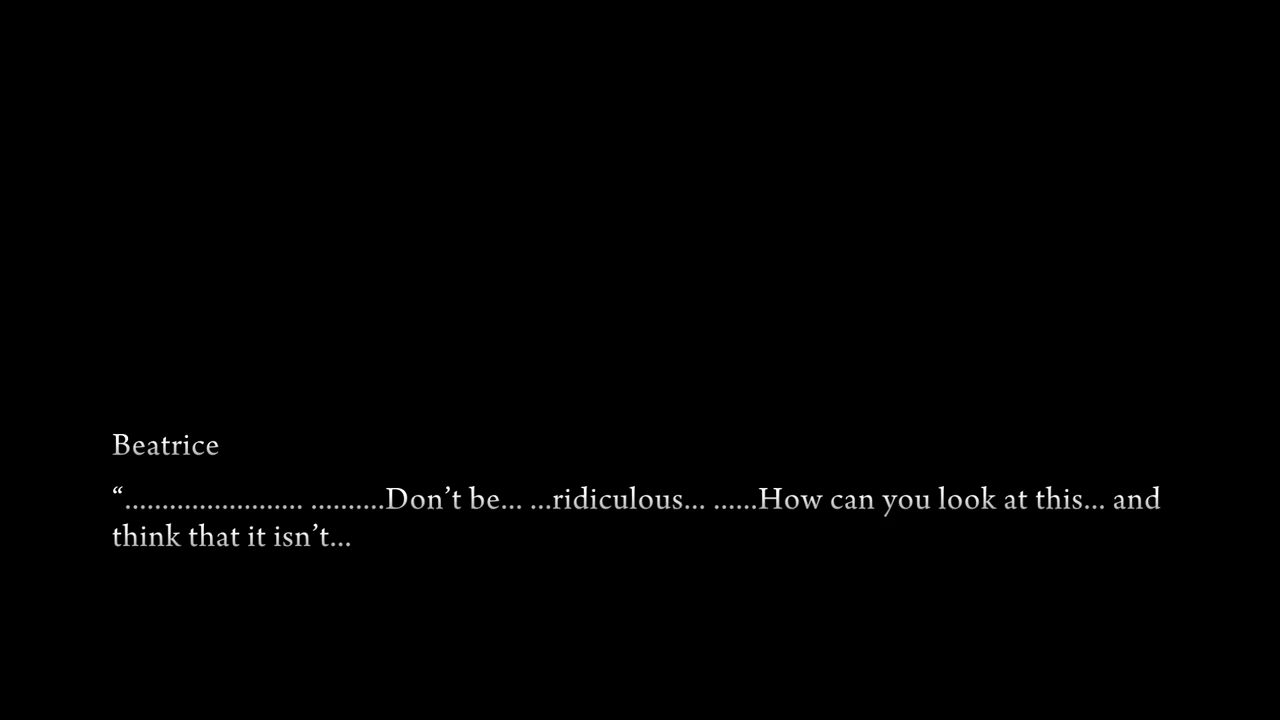 Beatrice
“........................ ..........Don’t be... ...ridiculous... ......How can you look at this... and
think that it isn’t...